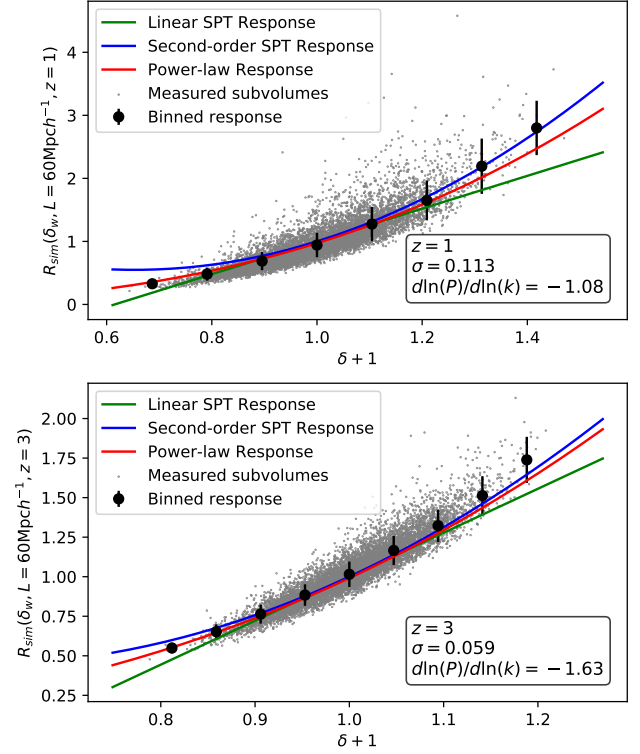 Linear SPT Response
Second-order SPT Response
Power-law Response
Measured subvolumes
Binned response
R_sim(δ_w, L = 60Mpch⁻¹, z = 1)
4
3
2
1
0
z = 1
σ = 0.113
dln(P)/dln(k) = −1.08
0.6 0.8 1.0 1.2 1.4
δ + 1
Linear SPT Response
Second-order SPT Response
Power-law Response
Measured subvolumes
Binned response
R_sim(δ_w, L = 60Mpch⁻¹, z = 3)
2.00
1.75
1.50
1.25
1.00
0.75
0.50
0.25
z = 3
σ = 0.059
dln(P)/dln(k) = −1.63
0.8 0.9 1.0 1.1 1.2
δ + 1